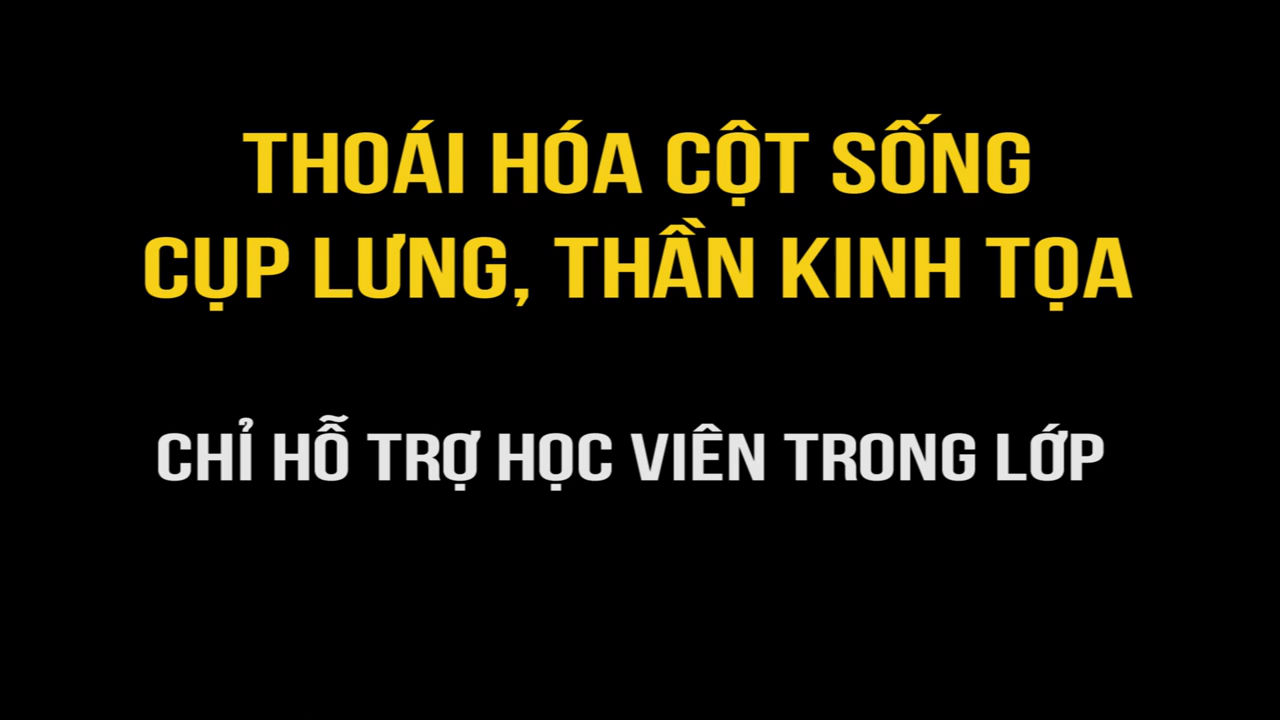 THOÁI HÓA CỘT SỐNG
CỤP LƯNG, THẦN KINH TỌA
CHỈ HỖ TRỢ HỌC VIÊN TRONG LỚP